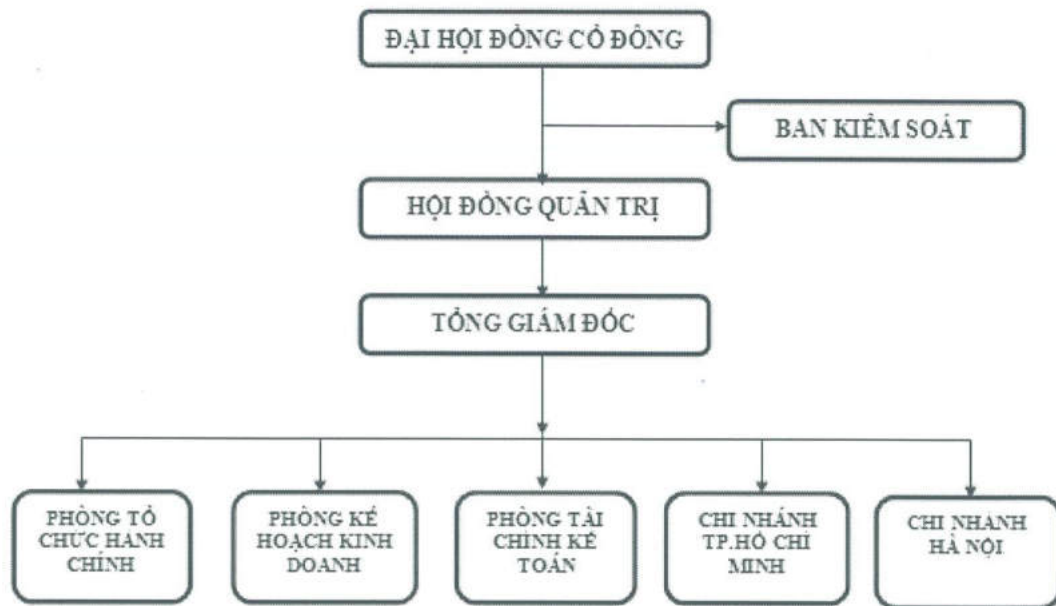 ĐẠI HỘI ĐỒNG CỔ ĐÔNG
BAN KIỂM SOÁT
HỘI ĐỒNG QUẢN TRỊ
TỔNG GIÁM ĐỐC
PHÒNG TỔ
CHỨC HÀNH
CHÍNH
PHÒNG KẾ
HOẠCH KINH
DOANH
PHÒNG TÀI
CHÍNH KẾ
TOÁN
CHI NHÁNH
TP.HỒ CHÍ
MINH
CHI NHÁNH
HÀ NỘI